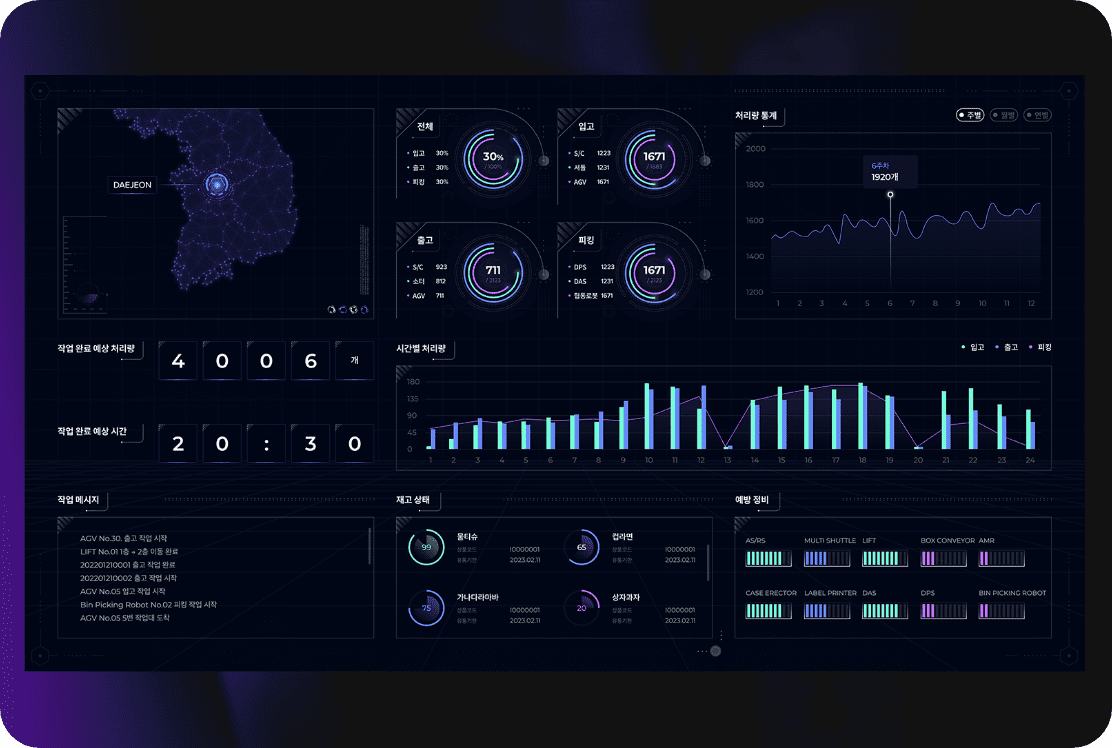 DAEJEON
전체
입고 30%
출고 30%
피킹 30%
30%
/ 100%
입고
S/C 1223
셔틀 1231
AGV 1671
1671
출고
S/C 923
소터 812
AGV 711
711
/ 2123
피킹
DPS 1223
DAS 1231
협동로봇 1671
1671
/ 2123
처리량 통계
주별 월별 연별
2000
1800
1600
1400
1200
6주차
1920개
1 2 3 4 5 6 7 8 9 10 11 12
작업 완료 예상 처리량
4 0 0 6 개
작업 완료 예상 시간
2 0 : 3 0
시간별 처리량
입고 출고 피킹
180
135
90
45
0
1 2 3 4 5 6 7 8 9 10 11 12 13 14 15 16 17 18 19 20 21 22 23 24
작업 메시지
AGV No.30. 출고 작업 시작
LIFT No.01 1층 → 2층 이동 완료
202201210001 출고 작업 완료
202201210002 출고 작업 시작
AGV No.05 입고 작업 시작
Bin Picking Robot No.02 피킹 작업 시작
AGV No.05 5번 작업대 도착
재고 상태
99
물티슈
상품코드 10000001
유통기한 2023.02.11
65
컵라면
상품코드 10000001
유통기한 2023.02.11
75
가나다라마바
상품코드 10000001
유통기한 2023.02.11
20
상자과자
상품코드 10000001
유통기한 2023.02.11
예방 정비
AS/RS
MULTI SHUTTLE
LIFT
BOX CONVEYOR
AMR
CASE ERECTOR
LABEL PRINTER
DAS
DPS
BIN PICKING ROBOT